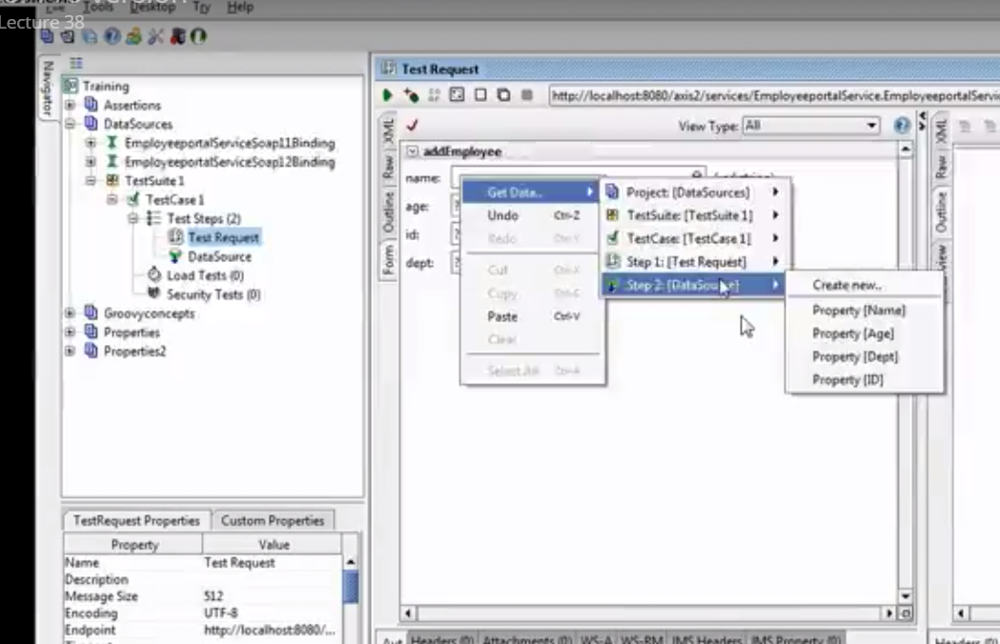 Lecture 38
Tools Desktop Try Help
Navigator
Training
Assertions
DataSources
EmployeeportalServiceSoap11Binding
EmployeeportalServiceSoap12Binding
TestSuite 1
TestCase 1
Test Steps (2)
Test Request
DataSource
Load Tests (0)
Security Tests (0)
Groovyconcepts
Properties
Properties2
TestRequest Properties Custom Properties
Property Value
Name Test Request
Description
Message Size 512
Encoding UTF-8
Endpoint http://localhost:8080/...
Test Request
http://localhost:8080/axis2/services/EmployeeportalService.EmployeeportalServi
View Type: All
XML
Raw
Outline
Form
addEmployee
name:
age:
id:
dept:
Get Data..
Undo Ctrl-Z
Redo
Cut Ctrl-X
Copy Ctrl-C
Paste Ctrl-V
Clear
Select All Ctrl-A
Project: [DataSources]
TestSuite: [TestSuite 1]
TestCase: [TestCase 1]
Step 1: [Test Request]
Step 2: [DataSource]
Create new..
Property [Name]
Property [Age]
Property [Dept]
Property [ID]
XML
Raw
Outline
Aut Headers (0) Attachments (0) WS-A WS-RM JMS Headers JMS Property (0)
Headers (0)